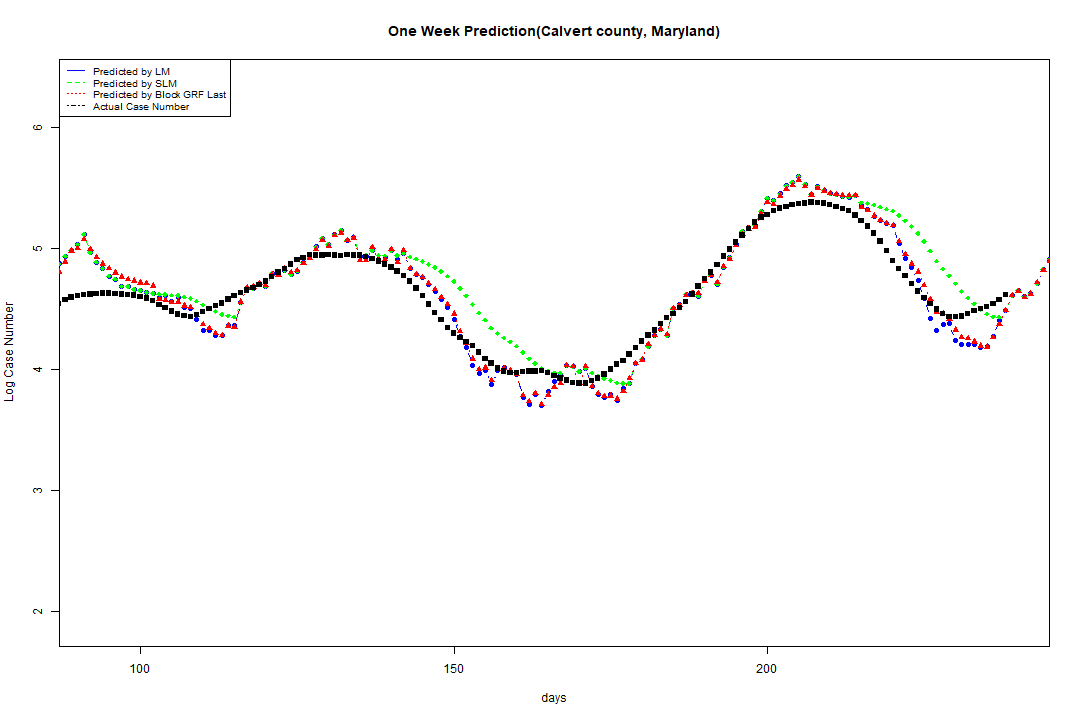 One Week Prediction(Calvert county, Maryland)
Predicted by LM
Predicted by SLM
Predicted by Block GRF Last
Actual Case Number
6
5
4
3
2
Log Case Number
100 150 200
days